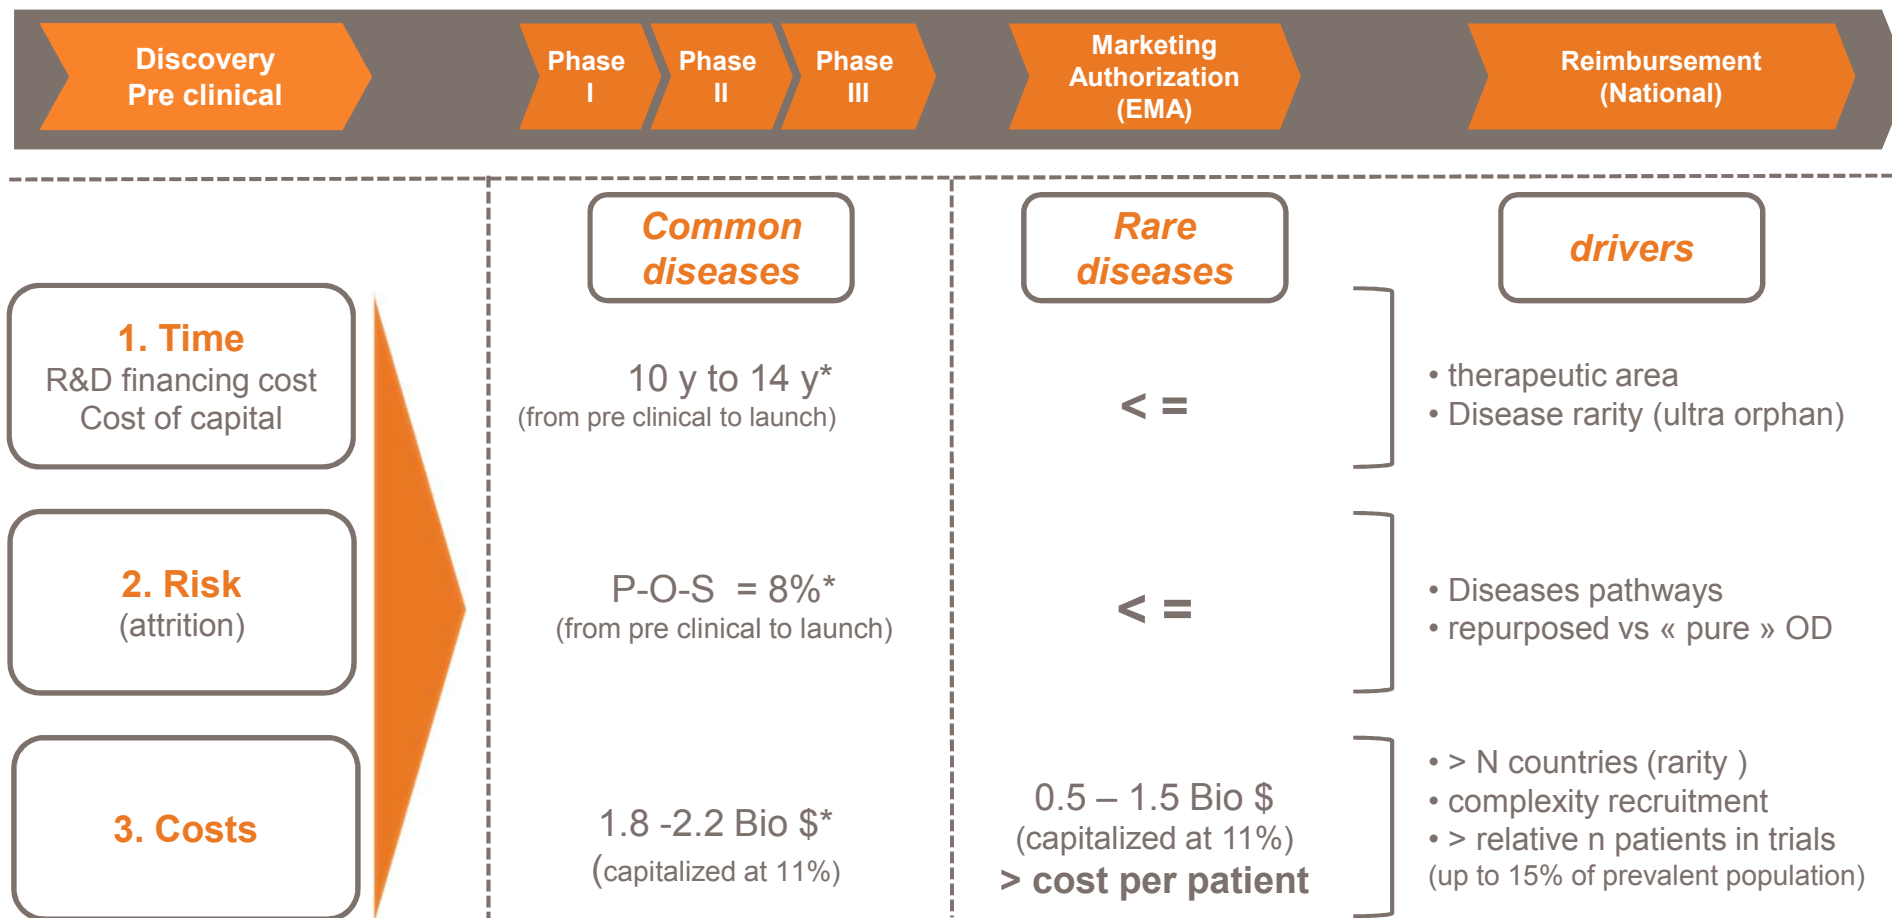 Discovery
Pre clinical
Phase
I
Phase
II
Phase
III
Marketing
Authorization
(EMA)
Reimbursement
(National)
Common
diseases
Rare
diseases
drivers
1. Time
R&D financing cost
Cost of capital
10 y to 14 y*
(from pre clinical to launch)
< =
• therapeutic area
• Disease rarity (ultra orphan)
2. Risk
(attrition)
P-O-S = 8%*
(from pre clinical to launch)
< =
• Diseases pathways
• repurposed vs « pure » OD
3. Costs
1.8 -2.2 Bio $*
(capitalized at 11%)
0.5 – 1.5 Bio $
(capitalized at 11%)
> cost per patient
• > N countries (rarity )
• complexity recruitment
• > relative n patients in trials
(up to 15% of prevalent population)